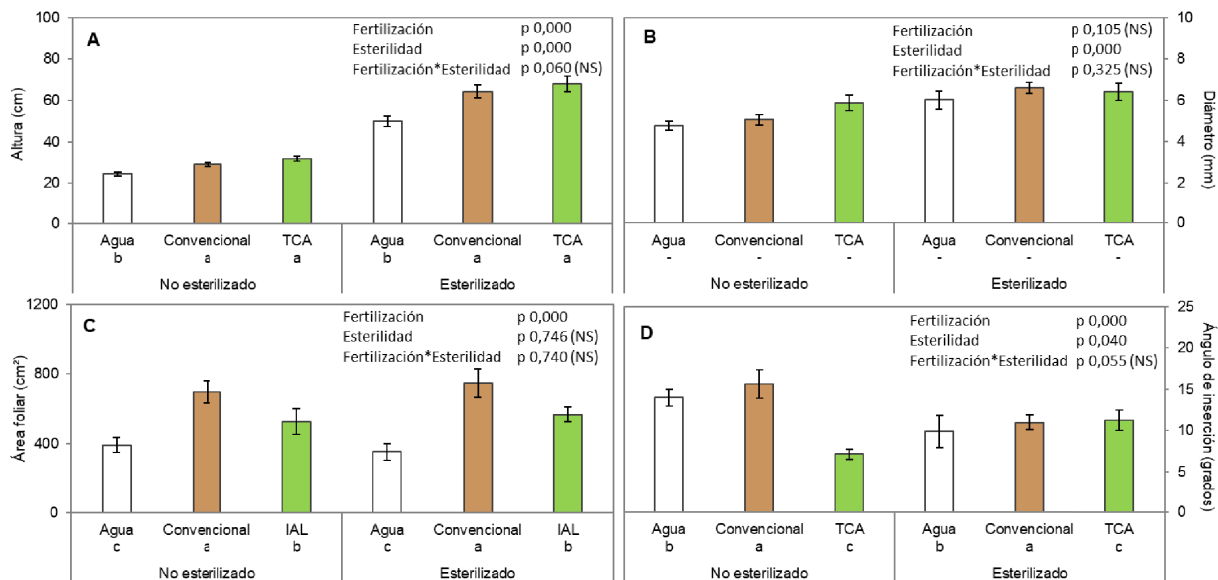 A
Fertilización p 0,000
Esterilidad p 0,000
Fertilización*Esterilidad p 0,060 (NS)
Altura (cm)
100
80
60
40
20
0
Agua Convencional TCA Agua Convencional TCA
b a a b a a
No esterilizado Esterilizado
B
Fertilización p 0,105 (NS)
Esterilidad p 0,000
Fertilización*Esterilidad p 0,325 (NS)
Diámetro (mm)
10
8
6
4
2
0
Agua Convencional TCA Agua Convencional TCA
- - - - - -
No esterilizado Esterilizado
C
Fertilización p 0,000
Esterilidad p 0,746 (NS)
Fertilización*Esterilidad p 0,740 (NS)
Área foliar (cm²)
1200
800
400
0
Agua Convencional IAL Agua Convencional IAL
c a b c a b
No esterilizado Esterilizado
D
Fertilización p 0,000
Esterilidad p 0,040
Fertilización*Esterilidad p 0,055 (NS)
Ángulo de inserción (grados)
25
20
15
10
5
0
Agua Convencional TCA Agua Convencional TCA
b a c b a c
No esterilizado Esterilizado